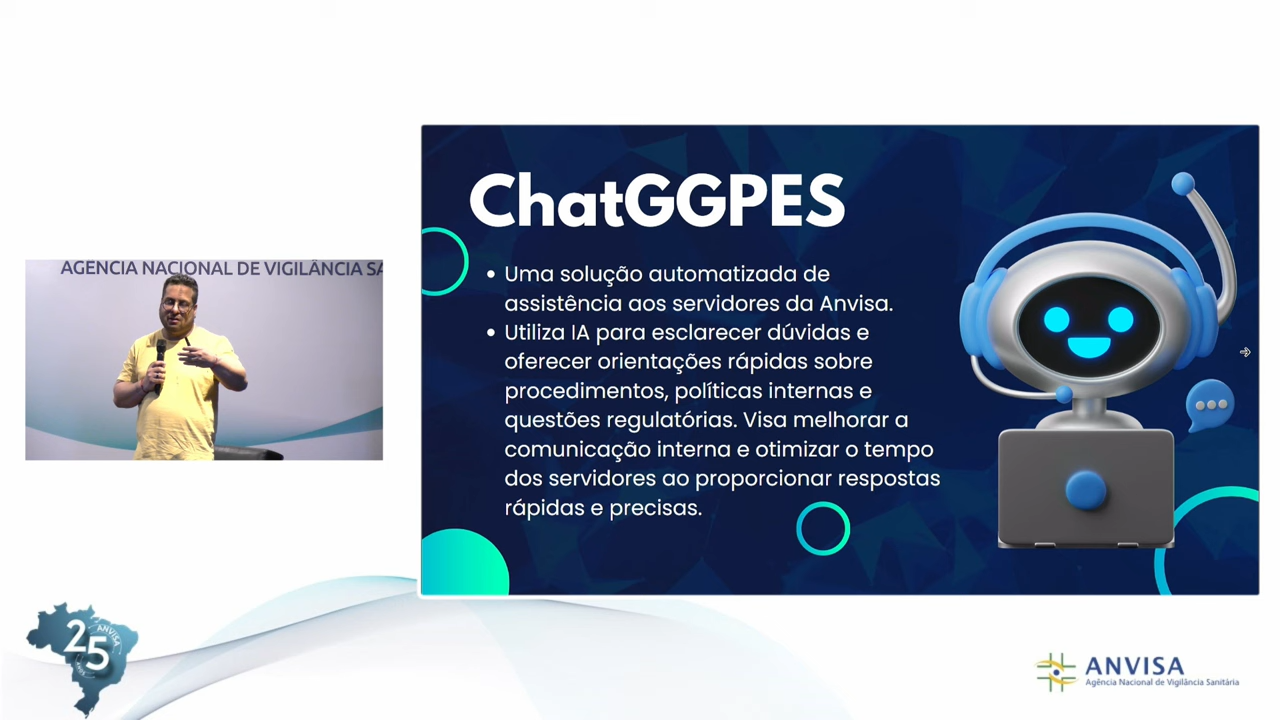 AGENCIA NACIONAL DE VIGILÂNCIA SA
ChatGGPES
• Uma solução automatizada de
assistência aos servidores da Anvisa.
• Utiliza IA para esclarecer dúvidas e
oferecer orientações rápidas sobre
procedimentos, políticas internas e
questões regulatórias. Visa melhorar a
comunicação interna e otimizar o tempo
dos servidores ao proporcionar respostas
rápidas e precisas.
25
ANVISA
ANOS
ANVISA
Agência Nacional de Vigilância Sanitária